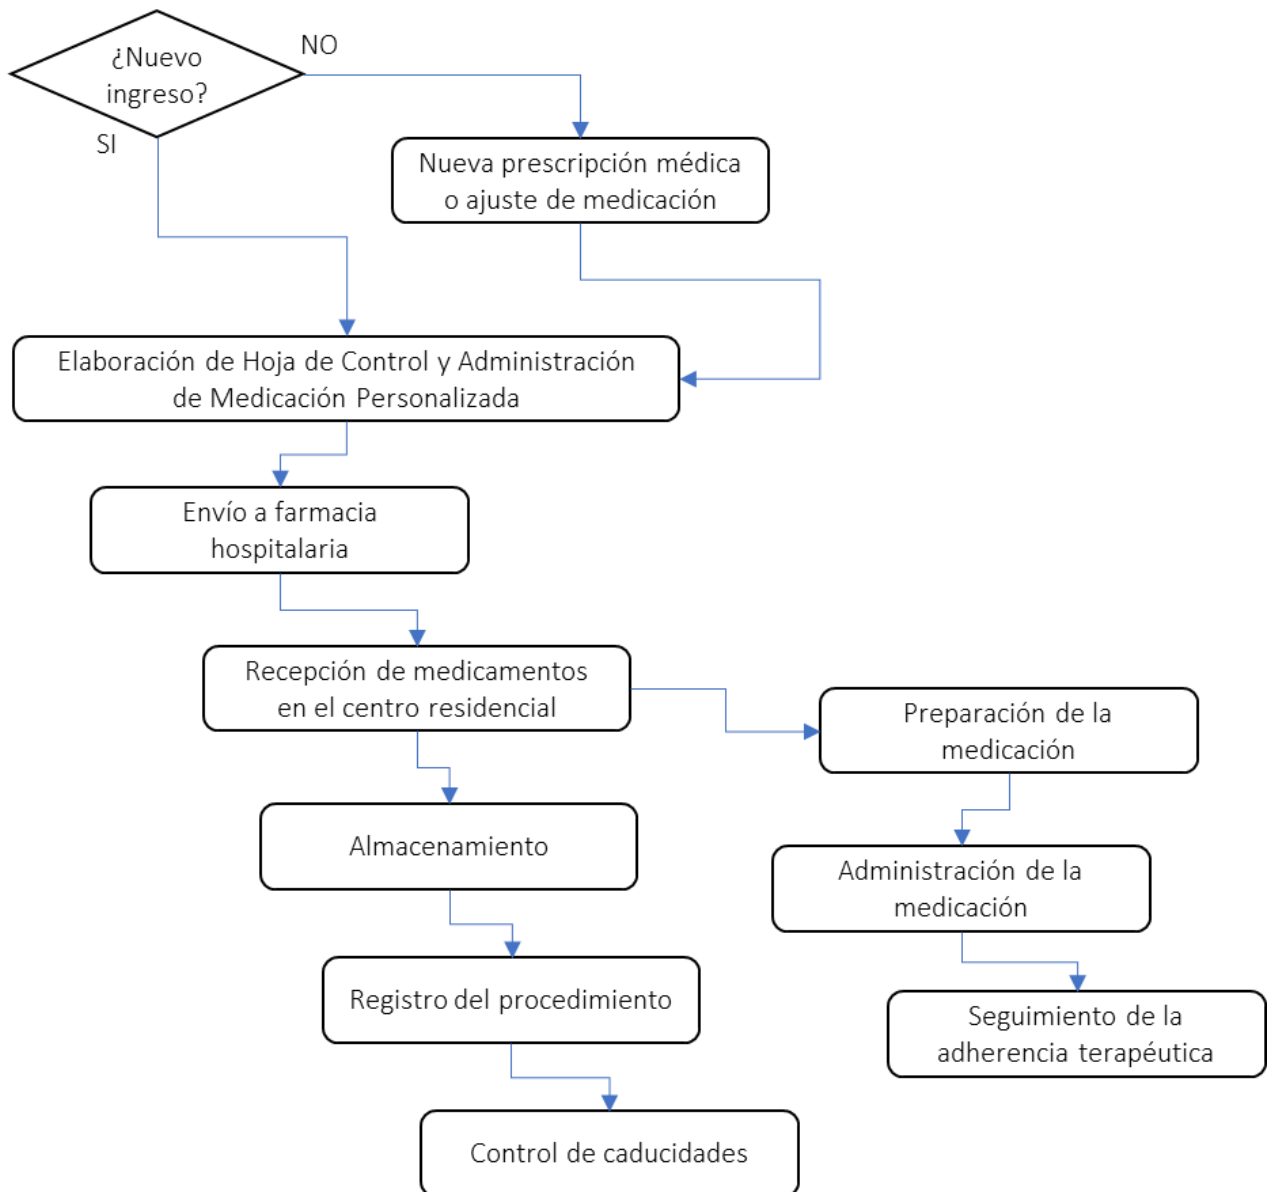 ¿Nuevo
ingreso?
NO
SI
Nueva prescripción médica
o ajuste de medicación
Elaboración de Hoja de Control y Administración
de Medicación Personalizada
Envío a farmacia
hospitalaria
Recepción de medicamentos
en el centro residencial
Preparación de la
medicación
Almacenamiento
Administración de la
medicación
Registro del procedimiento
Seguimiento de la
adherencia terapéutica
Control de caducidades